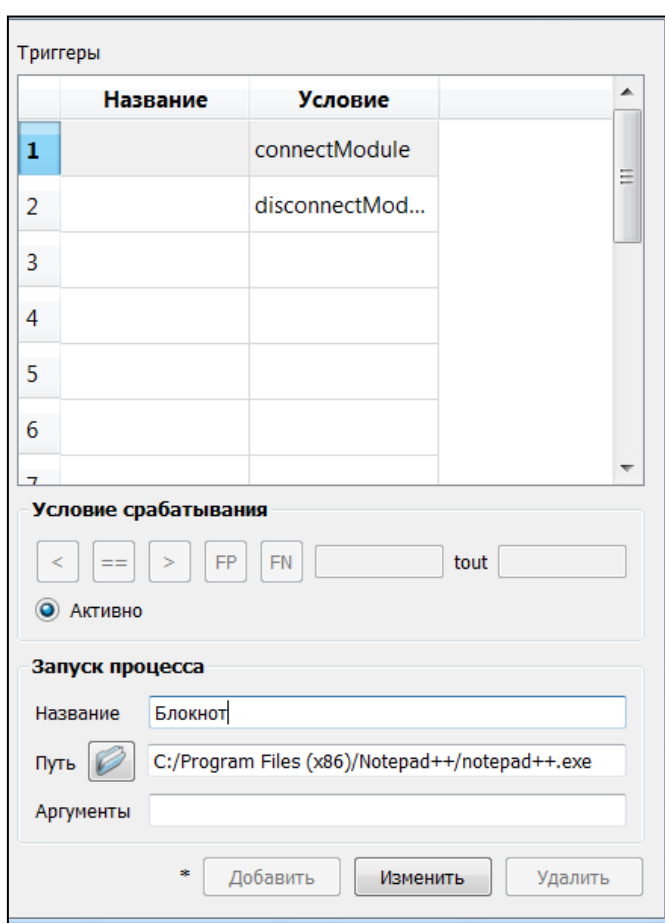 Триггеры
Название Условие
1 connectModule
2 disconnectMod...
3
4
5
6
7
Условие срабатывания
< == > FP FN tout
Активно
Запуск процесса
Название Блокнот
Путь C:/Program Files (x86)/Notepad++/notepad++.exe
Аргументы
* Добавить Изменить Удалить